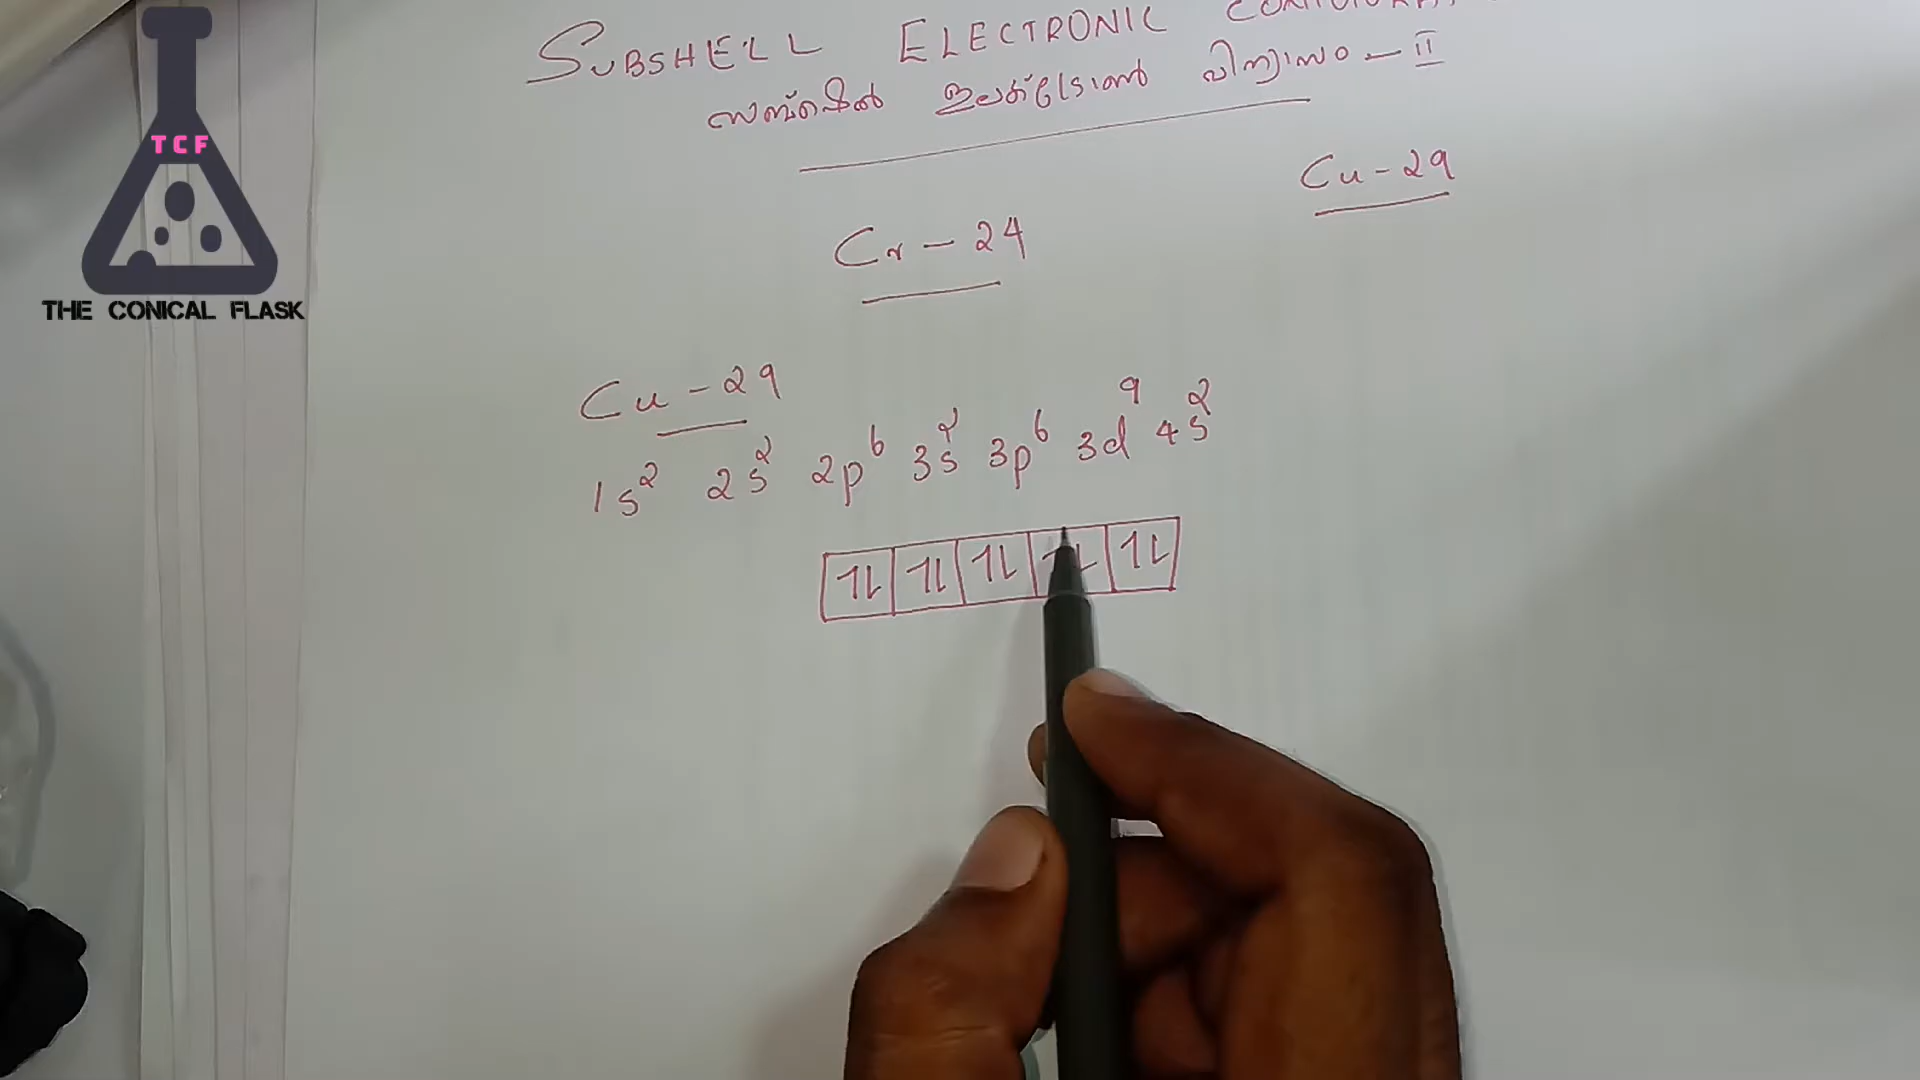 SUBSHELL ELECTRONIC
സബ്ഷെൽ ഇലക്ട്രോൺ വിന്യാസം - II
TCF
THE CONICAL FLASK
Cu - 29
Cr - 24
Cu - 29
1s² 2s² 2p⁶ 3s² 3p⁶ 3d⁹ 4s²
1L 1L 1L 1L 1L